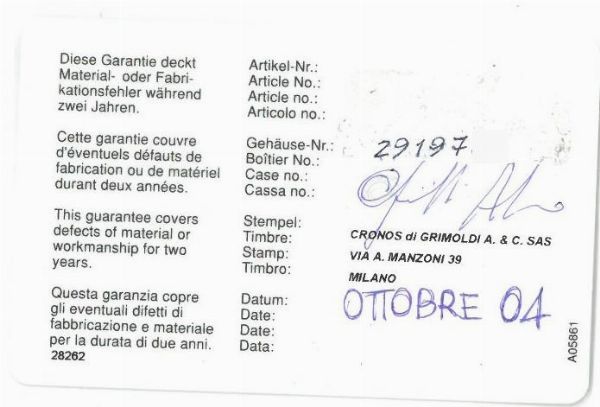 Diese Garantie deckt
Material- oder Fabri-
kationsfehler während
zwei Jahren.
Cette garantie couvre
d'éventuels défauts de
fabrication ou de matériel
durant deux années.
This guarantee covers
defects of material or
workmanship for two
years.
Questa garanzia copre
gli eventuali difetti di
fabbricazione e materiale
per la durata di due anni.
28262
Artikel-Nr.:
Article No.:
Article no.:
Articolo no.:
Gehäuse-Nr.:
Boîtier No.:
Case no.:
Cassa no.:
29197
Stempel:
Timbre:
Stamp:
Timbro:
CRONOS di GRIMOLDI A. & C. SAS
VIA A. MANZONI 39
MILANO
Datum:
Date:
Date:
Data:
OTTOBRE 04
A05861